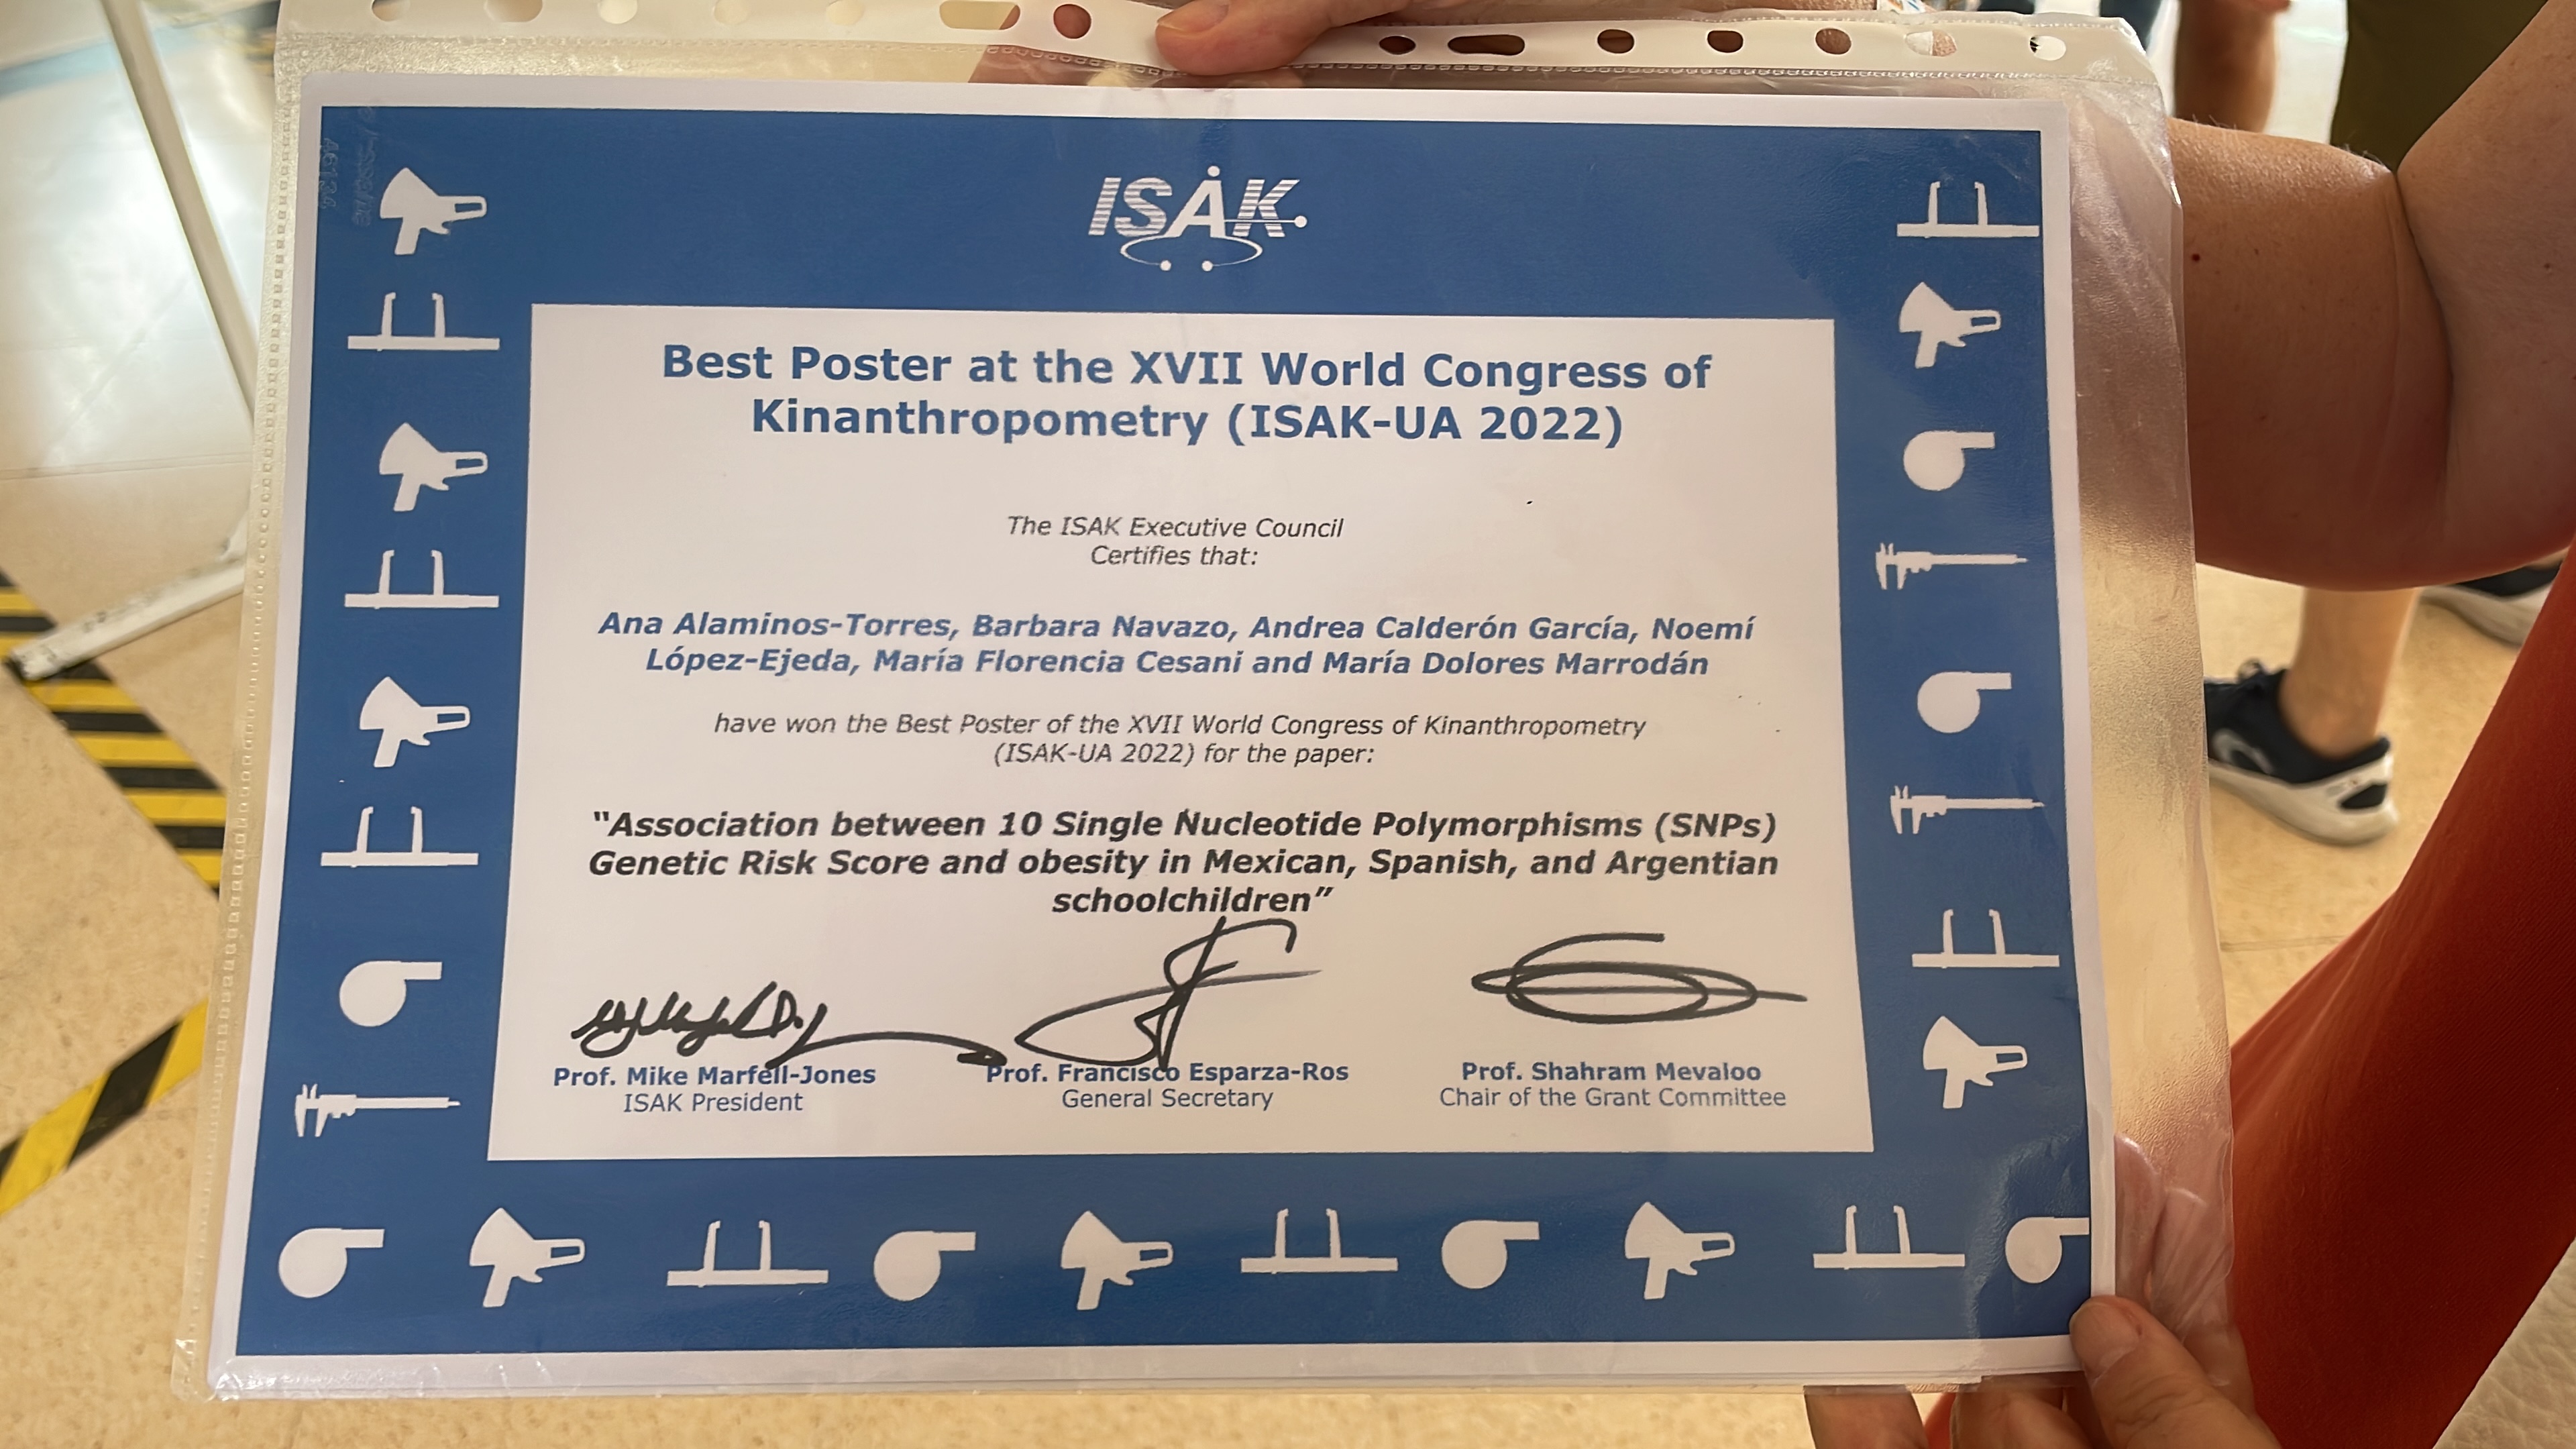 ISAK
Best Poster at the XVII World Congress of
Kinanthropometry (ISAK-UA 2022)
The ISAK Executive Council
Certifies that:
Ana Alaminos-Torres, Barbara Navazo, Andrea Calderón García, Noemí
López-Ejeda, María Florencia Cesani and María Dolores Marrodán
have won the Best Poster of the XVII World Congress of Kinanthropometry
(ISAK-UA 2022) for the paper:
“Association between 10 Single Nucleotide Polymorphisms (SNPs)
Genetic Risk Score and obesity in Mexican, Spanish, and Argentian
schoolchildren”
Prof. Mike Marfell-Jones
ISAK President
Prof. Francisco Esparza-Ros
General Secretary
Prof. Shahram Mevaloo
Chair of the Grant Committee